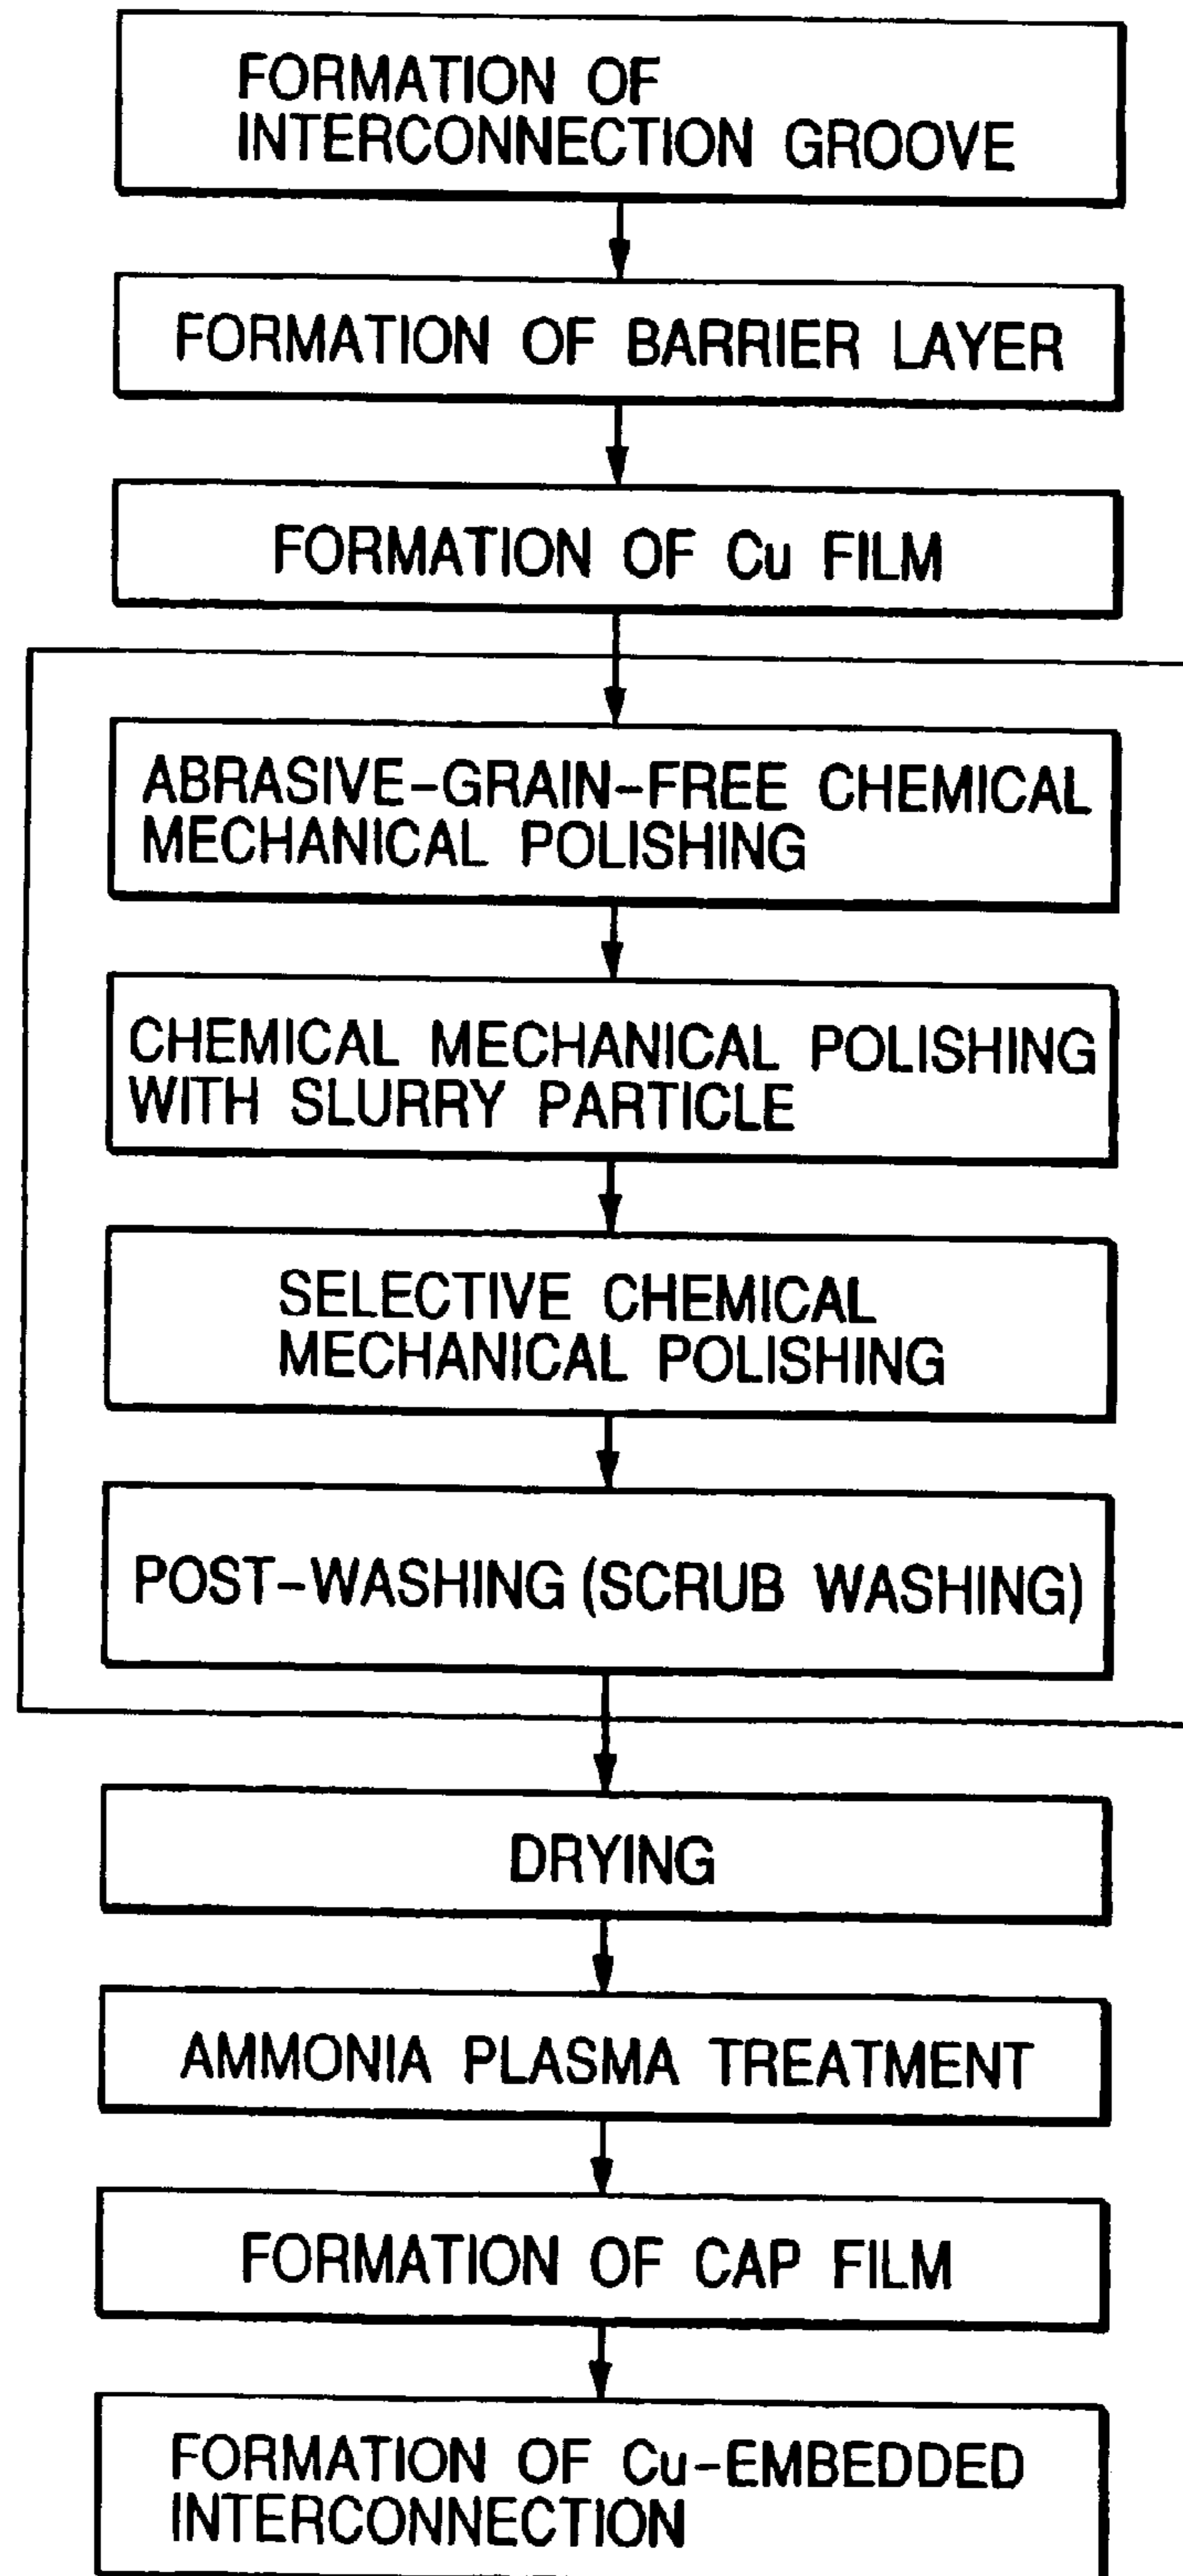 FORMATION OF
INTERCONNECTION GROOVE
FORMATION OF BARRIER LAYER
FORMATION OF Cu FILM
ABRASIVE-GRAIN-FREE CHEMICAL
MECHANICAL POLISHING
CHEMICAL MECHANICAL POLISHING
WITH SLURRY PARTICLE
SELECTIVE CHEMICAL
MECHANICAL POLISHING
POST-WASHING (SCRUB WASHING)
DRYING
AMMONIA PLASMA TREATMENT
FORMATION OF CAP FILM
FORMATION OF Cu-EMBEDDED
INTERCONNECTION